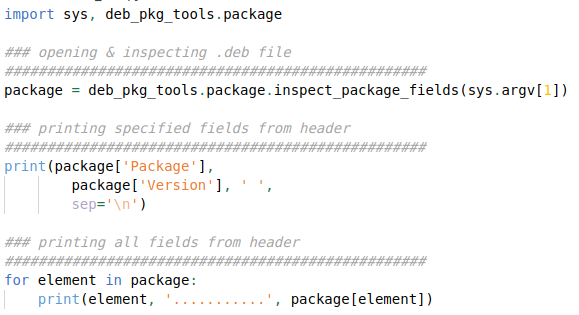 import sys, deb_pkg_tools.package
### opening & inspecting .deb file
##################################################
package = deb_pkg_tools.package.inspect_package_fields(sys.argv[1])
### printing specified fields from header
##################################################
print(package['Package'],
        package['Version'], ' ',
        sep='\n')
### printing all fields from header
##################################################
for element in package:
    print(element, '...........', package[element])